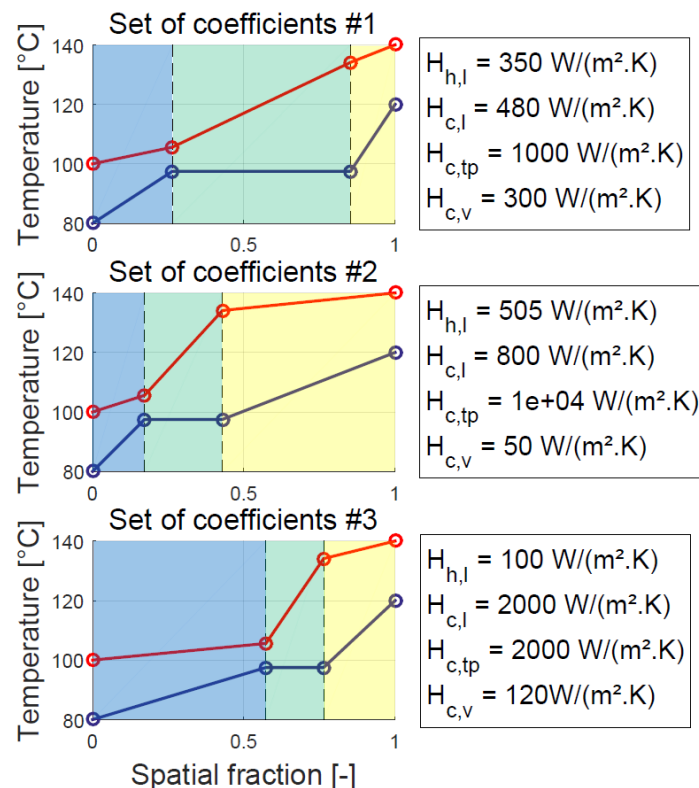 Set of coefficients #1
Temperature [°C]
140
120
100
80
0
0.5
1
H_h,l = 350 W/(m².K)
H_c,l = 480 W/(m².K)
H_c,tp = 1000 W/(m².K)
H_c,v = 300 W/(m².K)
Set of coefficients #2
Temperature [°C]
140
120
100
80
0
0.5
1
H_h,l = 505 W/(m².K)
H_c,l = 800 W/(m².K)
H_c,tp = 1e+04 W/(m².K)
H_c,v = 50 W/(m².K)
Set of coefficients #3
Temperature [°C]
140
120
100
80
0
0.5
1
Spatial fraction [-]
H_h,l = 100 W/(m².K)
H_c,l = 2000 W/(m².K)
H_c,tp = 2000 W/(m².K)
H_c,v = 120W/(m².K)